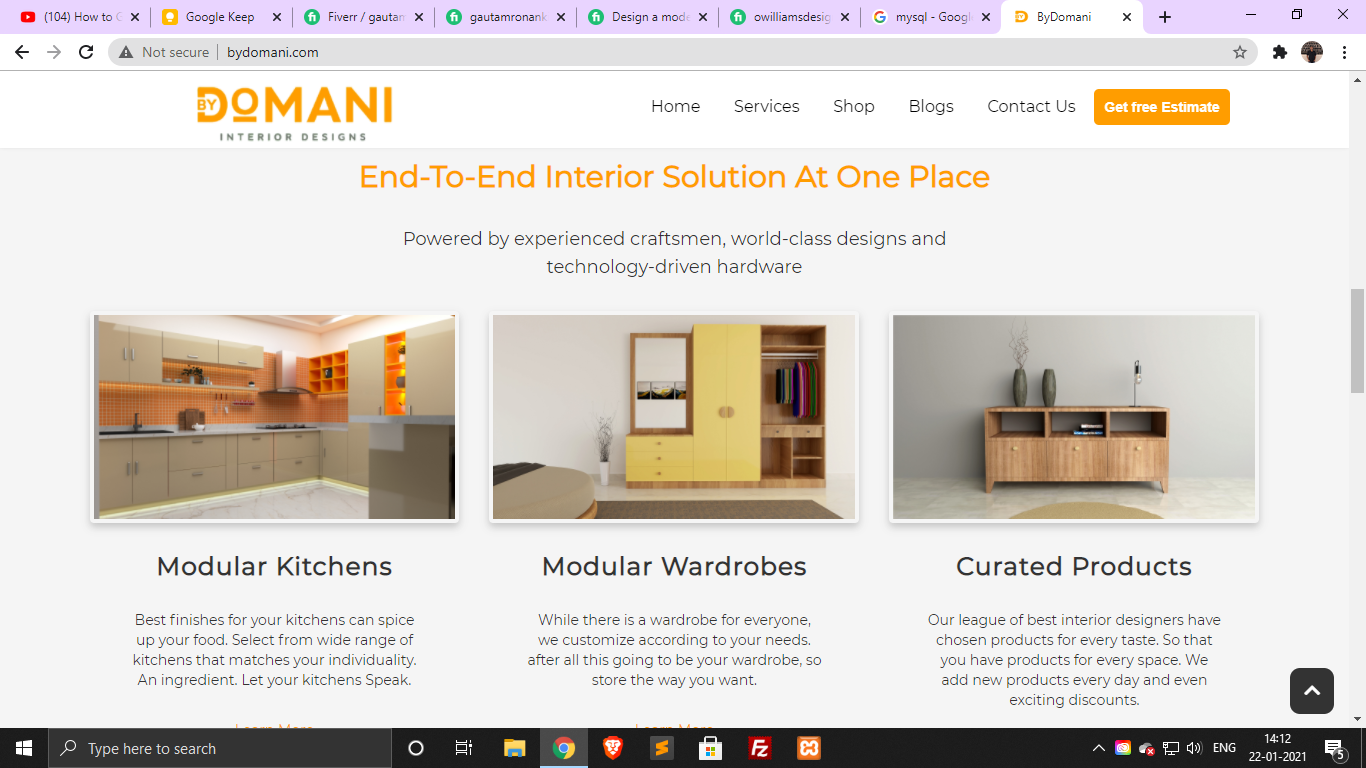 (104) How to G
Google Keep
Fiverr / gautam
gautamronank
Design a mode
owilliamsdesig
mysql - Googl
ByDomani
Not secure
bydomani.com
BY DOMANI
INTERIOR DESIGNS
Home
Services
Shop
Blogs
Contact Us
Get free Estimate
End-To-End Interior Solution At One Place
Powered by experienced craftsmen, world-class designs and
technology-driven hardware
Modular Kitchens
Best finishes for your kitchens can spice
up your food. Select from wide range of
kitchens that matches your individuality.
An ingredient. Let your kitchens Speak.
Learn More
Modular Wardrobes
While there is a wardrobe for everyone,
we customize according to your needs.
after all this going to be your wardrobe, so
store the way you want.
Learn More
Curated Products
Our league of best interior designers have
chosen products for every taste. So that
you have products for every space. We
add new products every day and even
exciting discounts.
Type here to search
ENG
14:12
22-01-2021
5